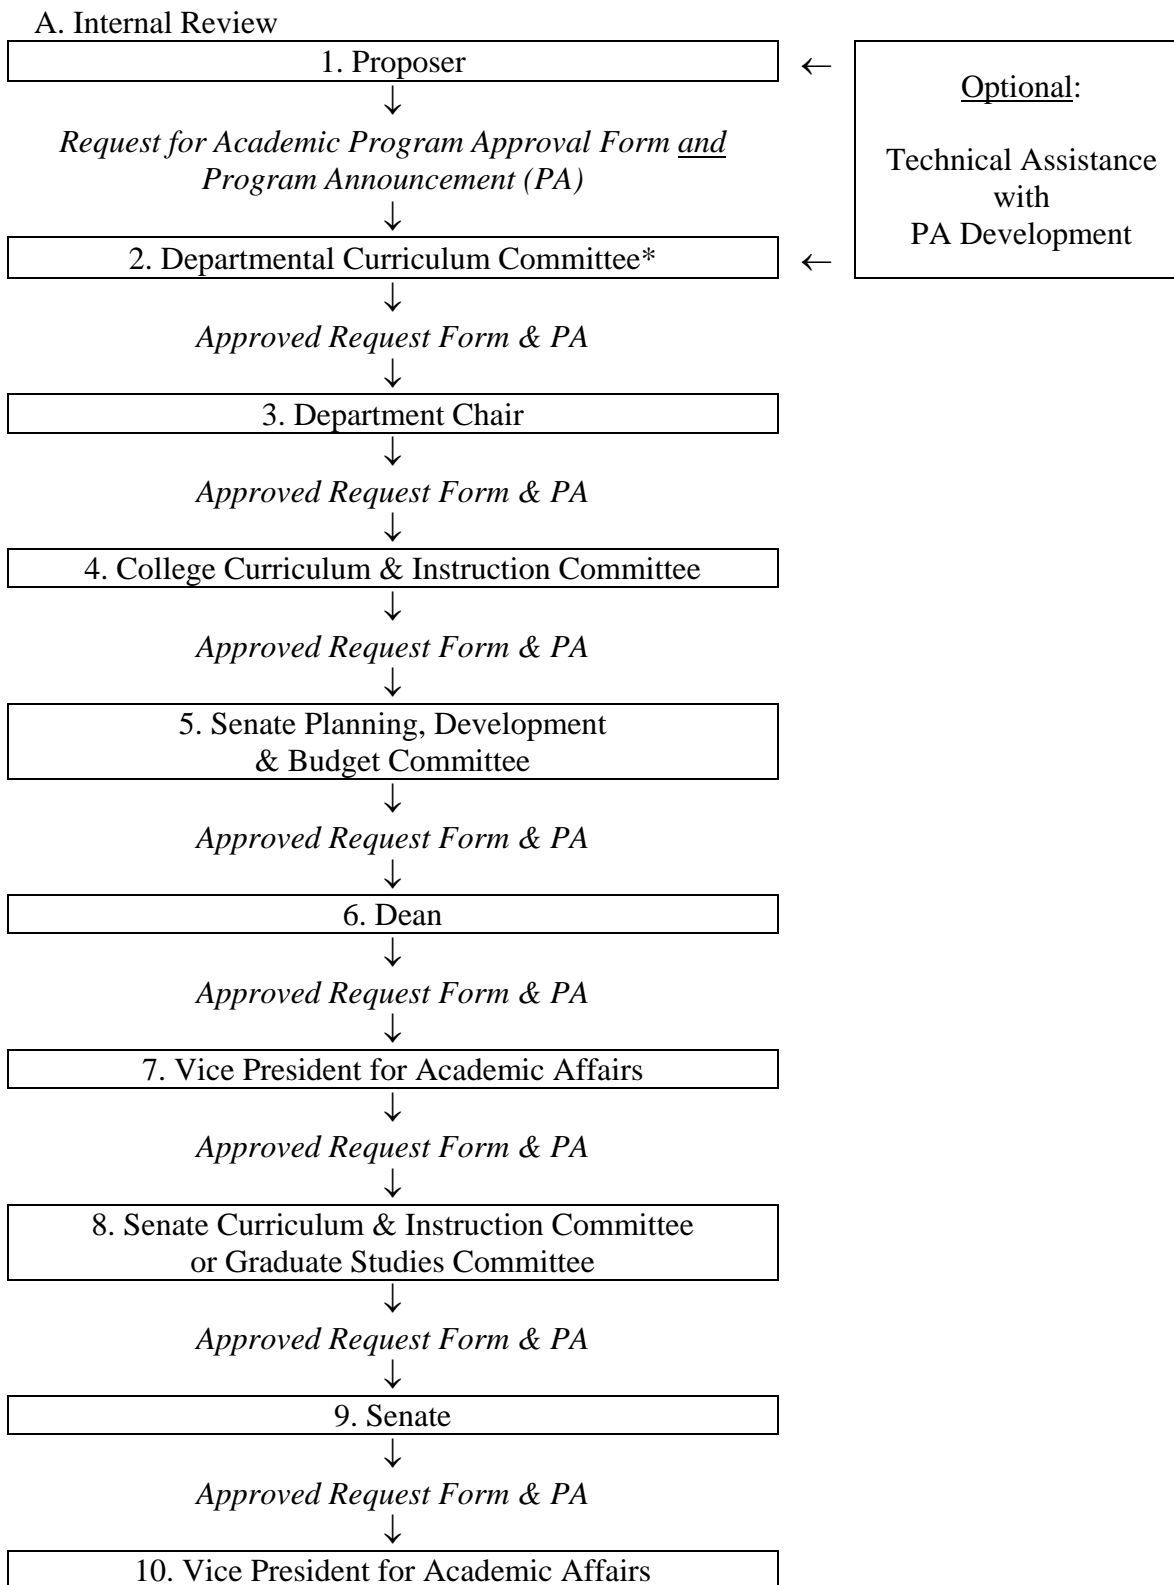 A. Internal Review
1. Proposer
←
Optional:
Technical Assistance
with
PA Development
↓
Request for Academic Program Approval Form and
Program Announcement (PA)
↓
2. Departmental Curriculum Committee*
←
↓
Approved Request Form & PA
↓
3. Department Chair
↓
Approved Request Form & PA
↓
4. College Curriculum & Instruction Committee
↓
Approved Request Form & PA
↓
5. Senate Planning, Development
& Budget Committee
↓
Approved Request Form & PA
↓
6. Dean
↓
Approved Request Form & PA
↓
7. Vice President for Academic Affairs
↓
Approved Request Form & PA
↓
8. Senate Curriculum & Instruction Committee
or Graduate Studies Committee
↓
Approved Request Form & PA
↓
9. Senate
↓
Approved Request Form & PA
↓
10. Vice President for Academic Affairs